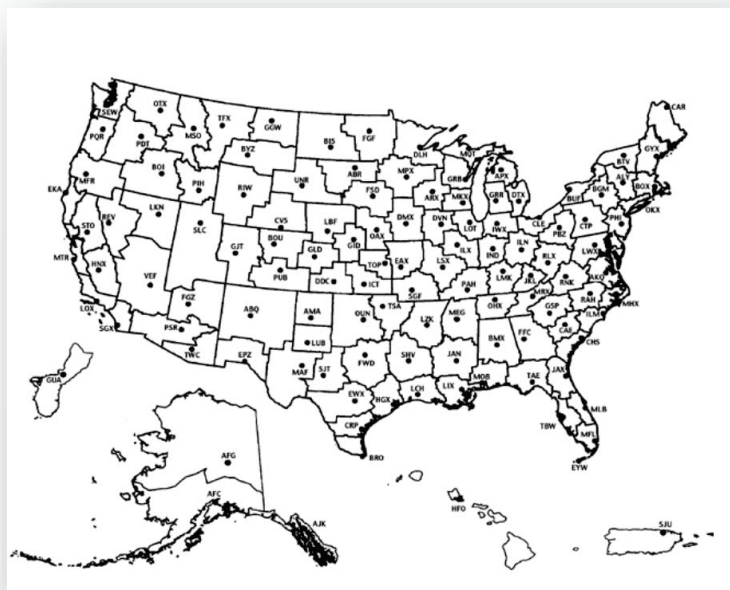 CAR
SEW
OTX
TFX
GGW
MSO
PQR
PDT
BIS
FGF
DLH
MQT
GYX
BTV
BYZ
ABR
MPX
GRB
APX
ALY
BOX
BUF
BGM
OKX
MFR
BOI
PIH
RIW
UNR
FSD
ARX
MKX
GRR
DTX
EKA
LKN
CYS
LBF
OAX
DMX
DVN
LOT
IWX
CLE
PBZ
CTP
PHI
STO
REV
SLC
GJT
BOU
GLD
GID
TOP
EAX
LSX
ILX
IND
ILN
RLX
LWX
MTR
HNX
VEF
PUB
DDC
ICT
SGF
PAH
LMK
JKL
RNK
AKQ
LOX
SGX
FGZ
PSR
TWC
ABQ
EPZ
AMA
LUB
MAF
SJT
OUN
TSA
LZK
MEG
OHX
MRX
GSP
RAH
MHX
ILM
CAE
CHS
FWD
SHV
JAN
BMX
FFC
EWX
HGX
LCH
LIX
MOB
TAE
JAX
GUA
CRP
BRO
TBW
MLB
MFL
EYW
AFG
AFC
AJK
HFO
SJU